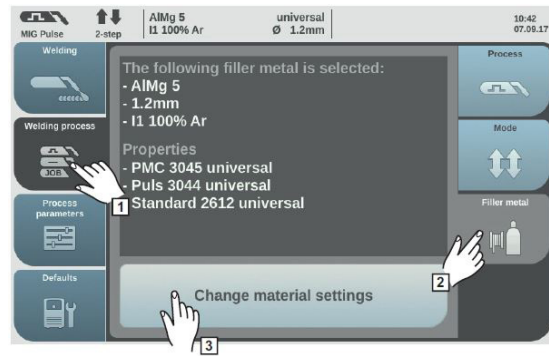 MIG Pulse
2-step
AlMg 5
I1 100% Ar
universal
Ø 1.2mm
10:42
07.09.17
Welding
Welding process
JOB
Process
parameters
Defaults
The following filler metal is selected:
- AlMg 5
- 1.2mm
- I1 100% Ar
Properties
- PMC 3045 universal
- Puls 3044 universal
Standard 2612 universal
Change material settings
Process
Mode
Filler metal
1
2
3